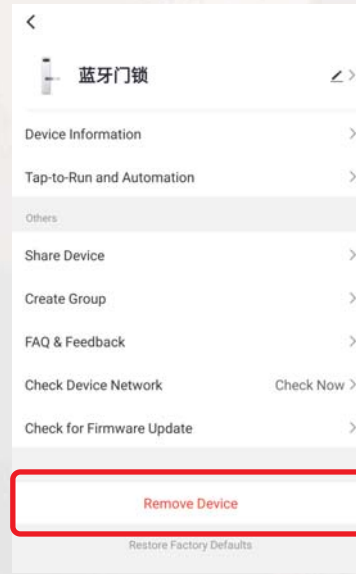 蓝牙门锁
Device Information
Tap-to-Run and Automation
Others
Share Device
Create Group
FAQ & Feedback
Check Device Network Check Now
Check for Firmware Update
Remove Device
Restore Factory Defaults